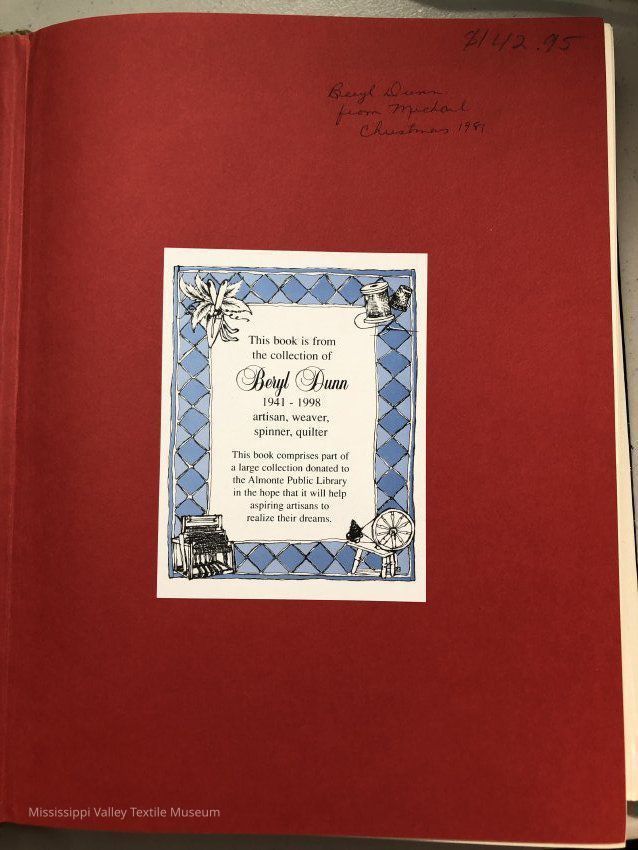 $142.95
Beryl Dunn
from Michael
Christmas 1981
This book is from
the collection of
Beryl Dunn
1941 - 1998
artisan, weaver,
spinner, quilter
This book comprises part of
a large collection donated to
the Almonte Public Library
in the hope that it will help
aspiring artisans to
realize their dreams.
Mississippi Valley Textile Museum